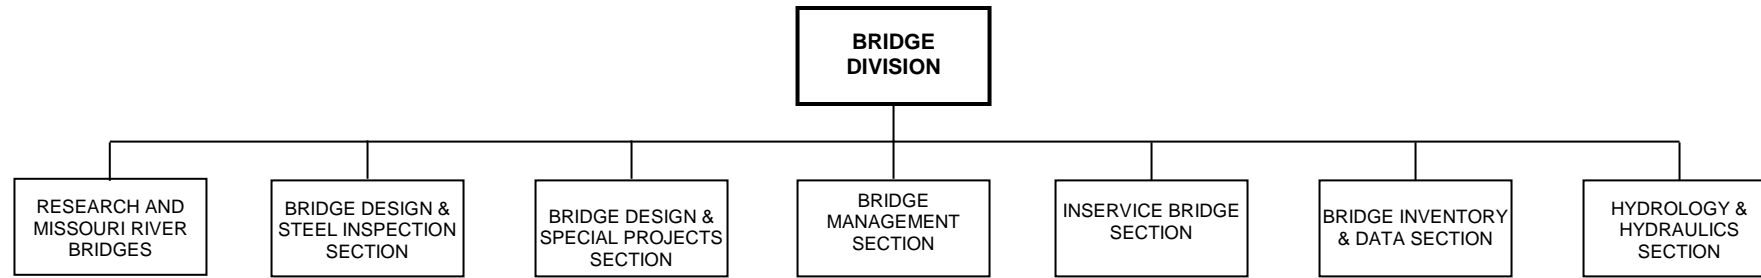 BRIDGE
DIVISION
RESEARCH AND
MISSOURI RIVER
BRIDGES
BRIDGE DESIGN &
STEEL INSPECTION
SECTION
BRIDGE DESIGN &
SPECIAL PROJECTS
SECTION
BRIDGE
MANAGEMENT
SECTION
INSERVICE BRIDGE
SECTION
BRIDGE INVENTORY
& DATA SECTION
HYDROLOGY &
HYDRAULICS
SECTION